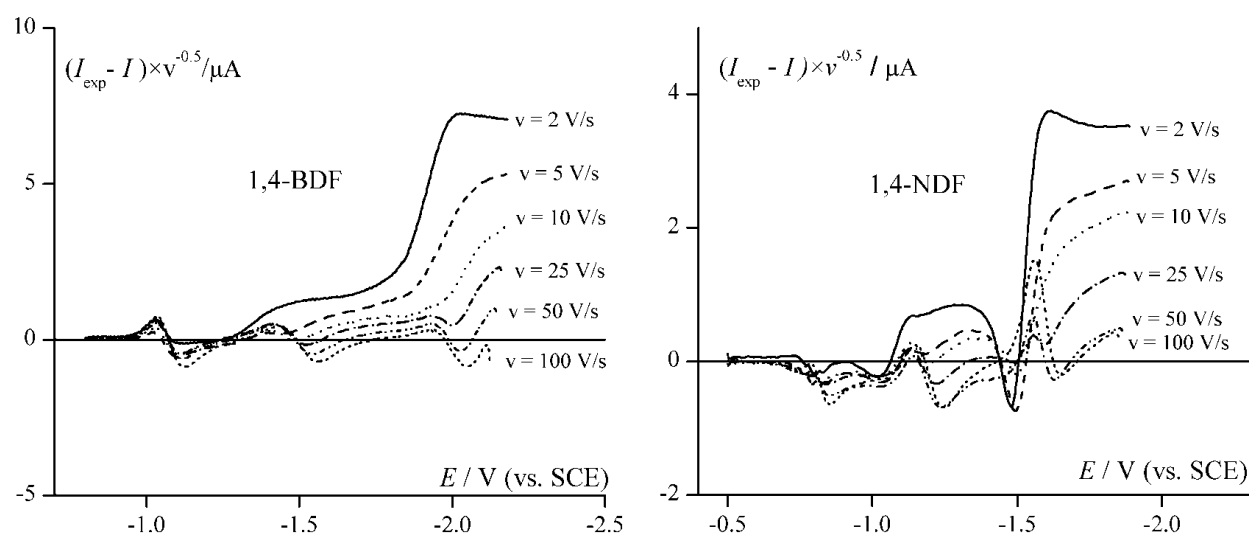 10
(I_exp - I)×v^-0.5/μA
v = 2 V/s
1,4-BDF
5
v = 5 V/s
v = 10 V/s
v = 25 V/s
v = 50 V/s
0
v = 100 V/s
E / V (vs. SCE)
-5
-1.0 -1.5 -2.0 -2.5
(I_exp - I)×v^-0.5 / μA
4
v = 2 V/s
1,4-NDF
v = 5 V/s
2
v = 10 V/s
v = 25 V/s
v = 50 V/s
v = 100 V/s
0
E / V (vs. SCE)
-2
-0.5 -1.0 -1.5 -2.0